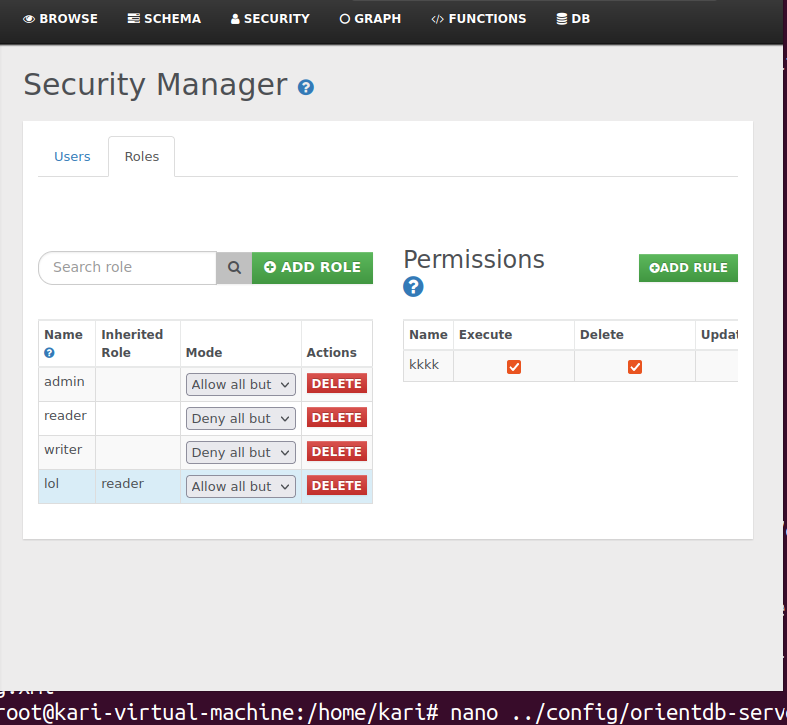 BROWSE SCHEMA SECURITY GRAPH </> FUNCTIONS DB
Security Manager ?
Users Roles
Search role ADD ROLE
Permissions
?
ADD RULE
Name ? Inherited Role Mode Actions
admin Allow all but DELETE
reader Deny all but DELETE
writer Deny all but DELETE
lol reader Allow all but DELETE
Name Execute Delete Updat
kkkk
root@kari-virtual-machine:/home/kari# nano ../config/orientdb-serv